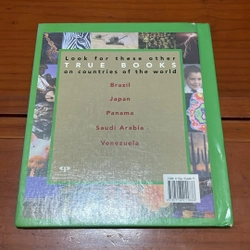 Look for these other
TRUE BOOKS
on countries of the world
Brazil
Japan
Panama
Saudi Arabia
Venezuela